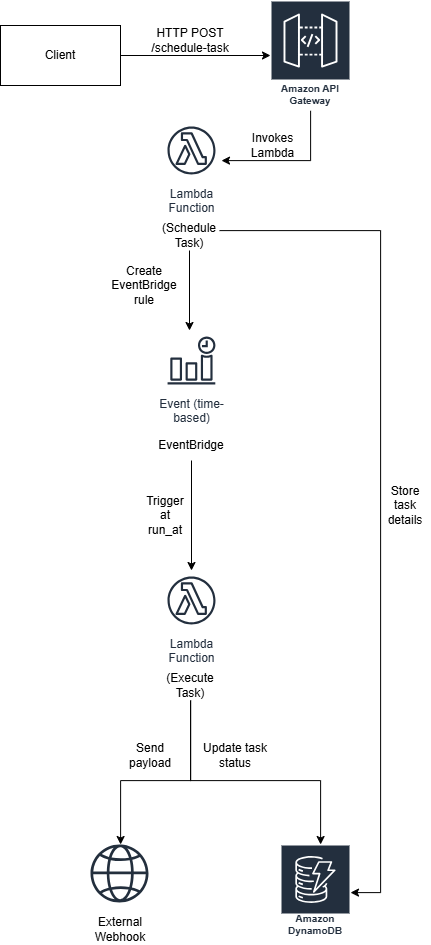 HTTP POST
/schedule-task
Client
Amazon API
Gateway
Invokes
Lambda
Lambda
Function
(Schedule
Task)
Create
EventBridge
rule
Event (time-
based)
EventBridge
Store
task
details
Trigger
at
run_at
Lambda
Function
(Execute
Task)
Send
payload
Update task
status
External
Webhook
Amazon
DynamoDB